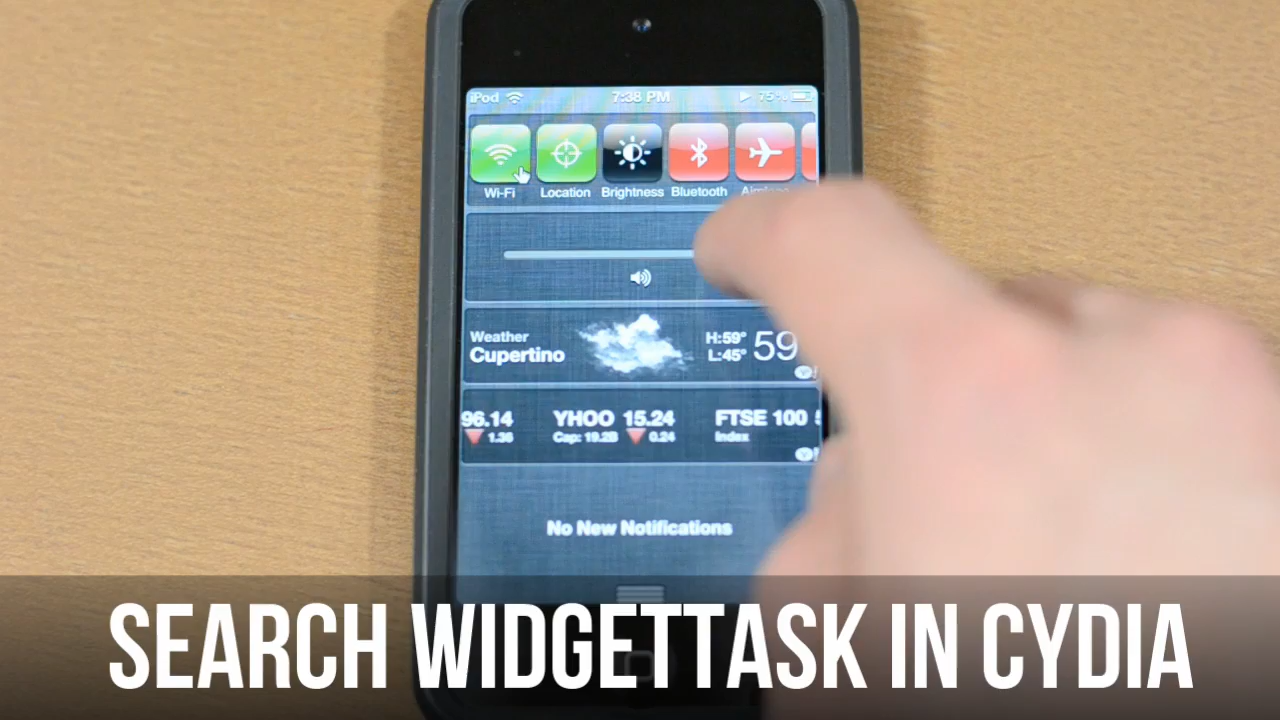 iPod 7:38 PM 75%
Wi-Fi Location Brightness Bluetooth
Weather
Cupertino
H:59°
L:45°
59
96.14 YHOO 15.24 FTSE 100
1.36 Cap: 19.2B 0.24 Index
No New Notifications
SEARCH WIDGETTASK IN CYDIA